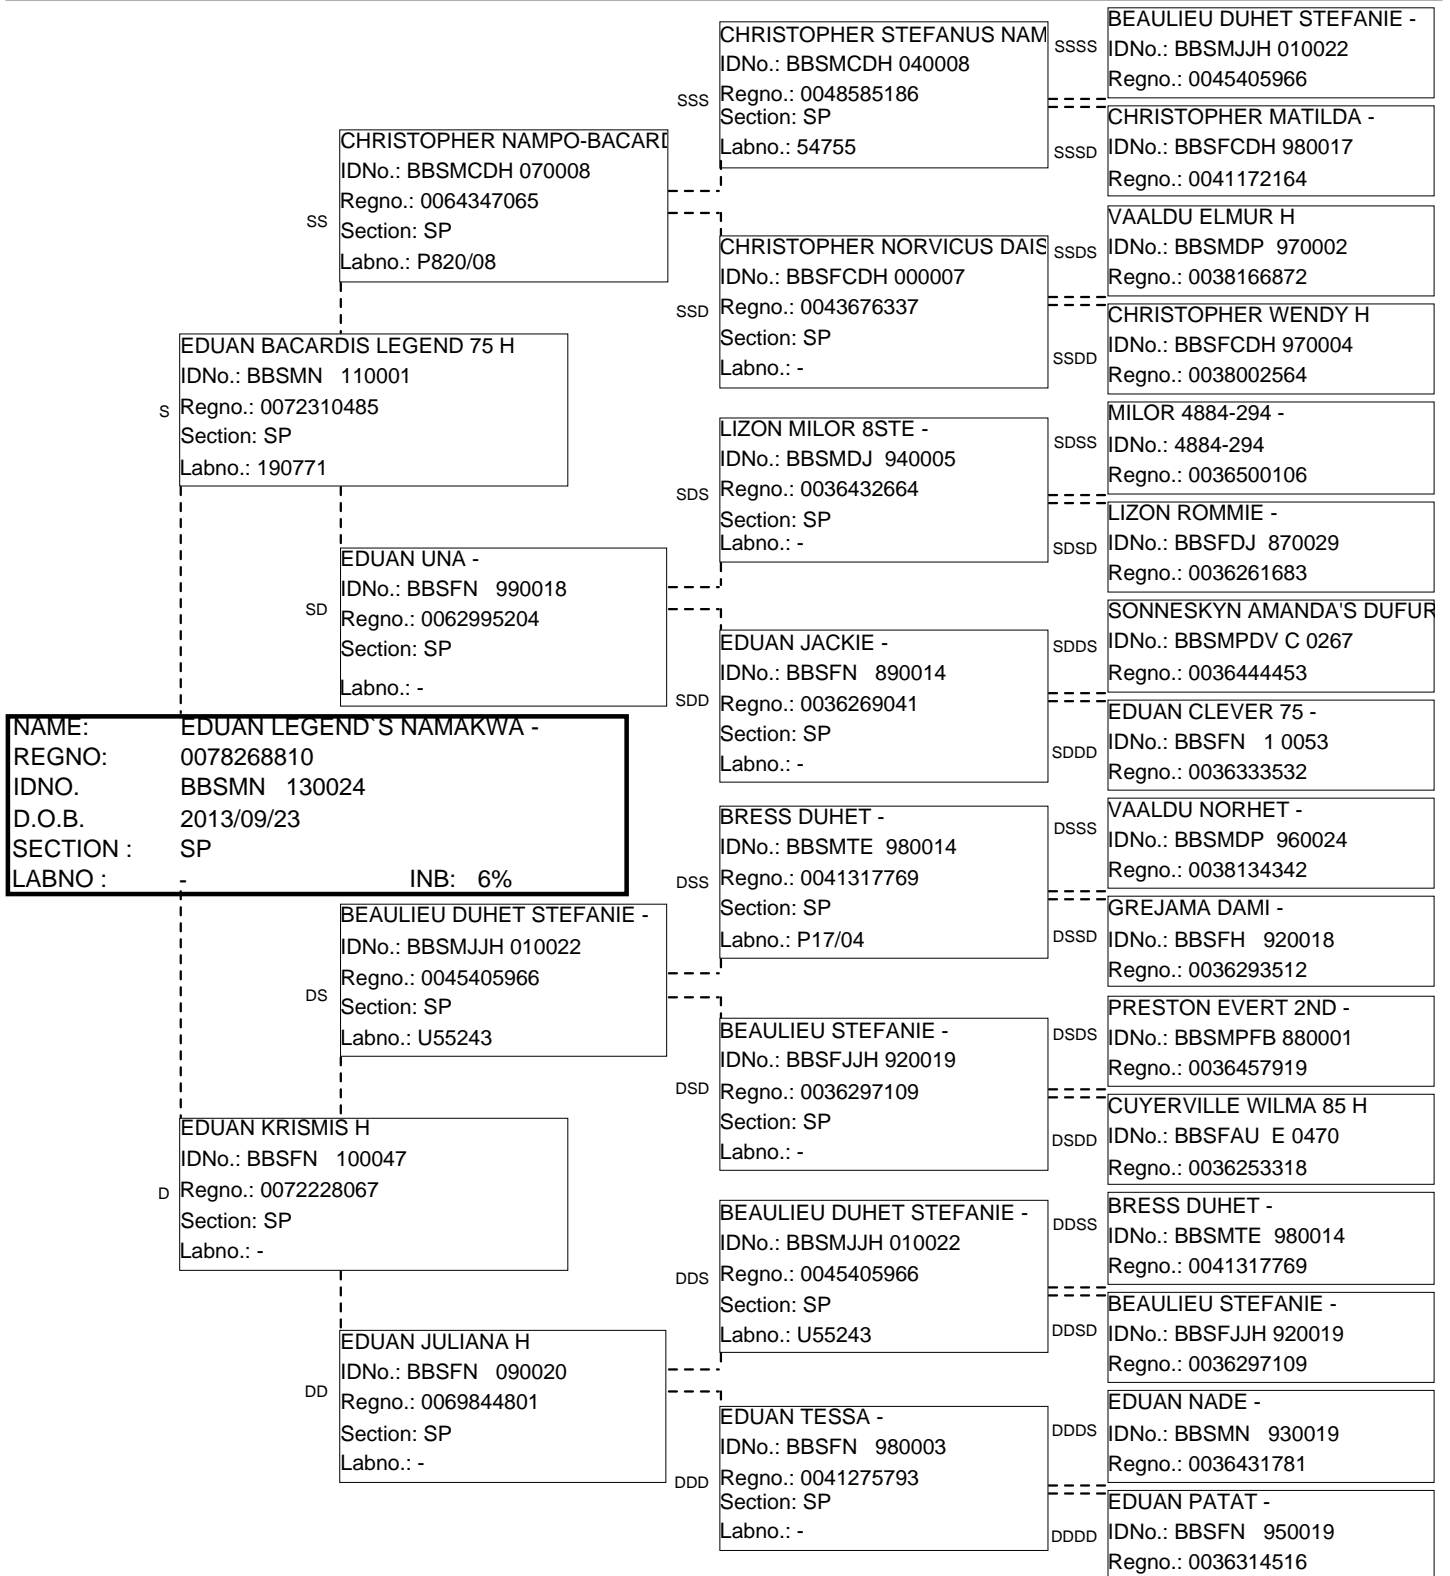 BEAULIEU DUHET STEFANIE -
SSSS IDNo.: BBSMJJH 010022
Regno.: 0045405966
CHRISTOPHER STEFANUS NAM
IDNo.: BBSMCDH 040008
SSS Regno.: 0048585186
Section: SP
Labno.: 54755
CHRISTOPHER MATILDA -
SSSD IDNo.: BBSFCDH 980017
Regno.: 0041172164
CHRISTOPHER NAMPO-BACARD
IDNo.: BBSMCDH 070008
Regno.: 0064347065
SS Section: SP
Labno.: P820/08
VAALDU ELMUR H
SSDS IDNo.: BBSMDP 970002
Regno.: 0038166872
CHRISTOPHER NORVICUS DAIS
IDNo.: BBSFCDH 000007
SSD Regno.: 0043676337
Section: SP
Labno.: -
CHRISTOPHER WENDY H
SSDD IDNo.: BBSFCDH 970004
Regno.: 0038002564
EDUAN BACARDIS LEGEND 75 H
IDNo.: BBSMN 110001
S Regno.: 0072310485
Section: SP
Labno.: 190771
MILOR 4884-294 -
SDSS IDNo.: 4884-294
Regno.: 0036500106
LIZON MILOR 8STE -
IDNo.: BBSMDJ 940005
SDS Regno.: 0036432664
Section: SP
Labno.: -
LIZON ROMMIE -
SDSD IDNo.: BBSFDJ 870029
Regno.: 0036261683
EDUAN UNA -
IDNo.: BBSFN 990018
SD Regno.: 0062995204
Section: SP
Labno.: -
SONNESKYN AMANDA'S DUFUR
SDDS IDNo.: BBSMPDV C 0267
Regno.: 0036444453
EDUAN JACKIE -
IDNo.: BBSFN 890014
SDD Regno.: 0036269041
Section: SP
Labno.: -
EDUAN CLEVER 75 -
SDDD IDNo.: BBSFN 1 0053
Regno.: 0036333532
NAME: EDUAN LEGEND`S NAMAKWA -
REGNO: 0078268810
IDNO. BBSMN 130024
D.O.B. 2013/09/23
SECTION : SP
LABNO : - INB: 6%
VAALDU NORHET -
DSSS IDNo.: BBSMDP 960024
Regno.: 0038134342
BRESS DUHET -
IDNo.: BBSMTE 980014
DSS Regno.: 0041317769
Section: SP
Labno.: P17/04
GREJAMA DAMI -
DSSD IDNo.: BBSFH 920018
Regno.: 0036293512
BEAULIEU DUHET STEFANIE -
IDNo.: BBSMJJH 010022
Regno.: 0045405966
DS Section: SP
Labno.: U55243
PRESTON EVERT 2ND -
DSDS IDNo.: BBSMPFB 880001
Regno.: 0036457919
BEAULIEU STEFANIE -
IDNo.: BBSFJJH 920019
DSD Regno.: 0036297109
Section: SP
Labno.: -
CUYERVILLE WILMA 85 H
DSDD IDNo.: BBSFAU E 0470
Regno.: 0036253318
EDUAN KRISMIS H
IDNo.: BBSFN 100047
D Regno.: 0072228067
Section: SP
Labno.: -
BRESS DUHET -
DDSS IDNo.: BBSMTE 980014
Regno.: 0041317769
BEAULIEU DUHET STEFANIE -
IDNo.: BBSMJJH 010022
DDS Regno.: 0045405966
Section: SP
Labno.: U55243
BEAULIEU STEFANIE -
DDSD IDNo.: BBSFJJH 920019
Regno.: 0036297109
EDUAN JULIANA H
IDNo.: BBSFN 090020
DD Regno.: 0069844801
Section: SP
Labno.: -
EDUAN NADE -
DDDS IDNo.: BBSMN 930019
Regno.: 0036431781
EDUAN TESSA -
IDNo.: BBSFN 980003
DDD Regno.: 0041275793
Section: SP
Labno.: -
EDUAN PATAT -
DDDD IDNo.: BBSFN 950019
Regno.: 0036314516